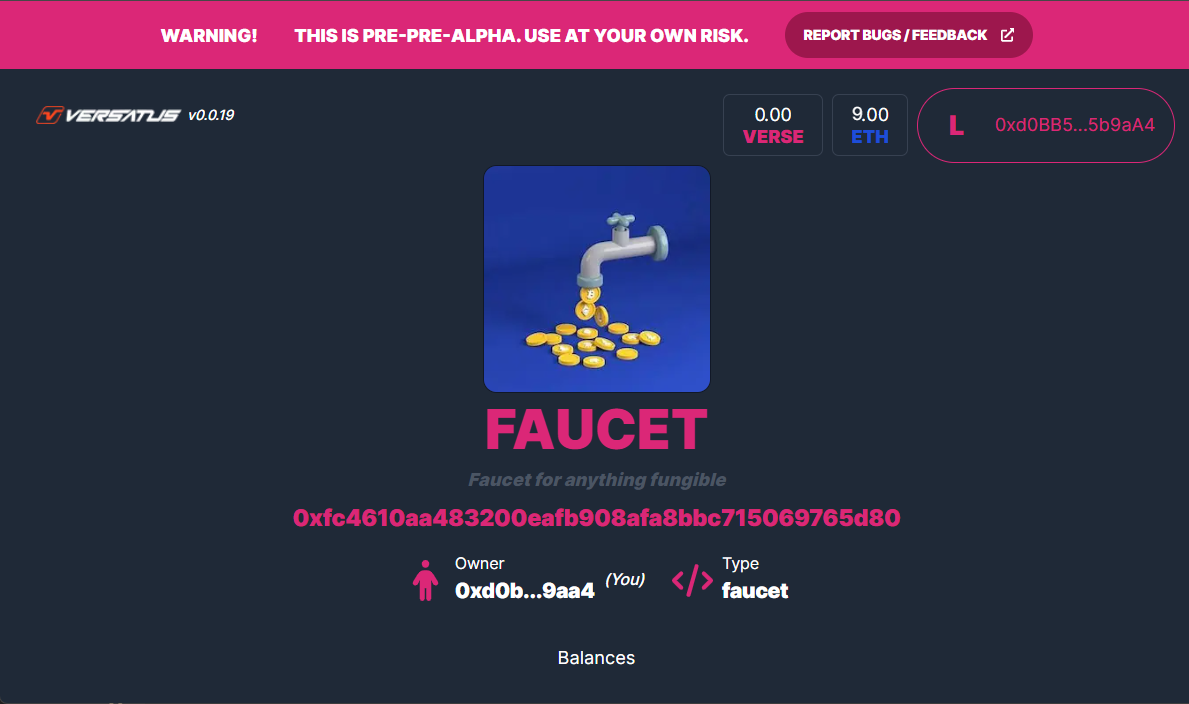 WARNING! THIS IS PRE-PRE-ALPHA. USE AT YOUR OWN RISK. REPORT BUGS / FEEDBACK
VERSATUS v0.0.19
0.00 9.00 L 0xd0BB5...5b9aA4
VERSE ETH
FAUCET
Faucet for anything fungible
0xfc4610aa483200eafb908afa8bbc715069765d80
Owner Type
0xd0b...9aa4 (You) </> faucet
Balances